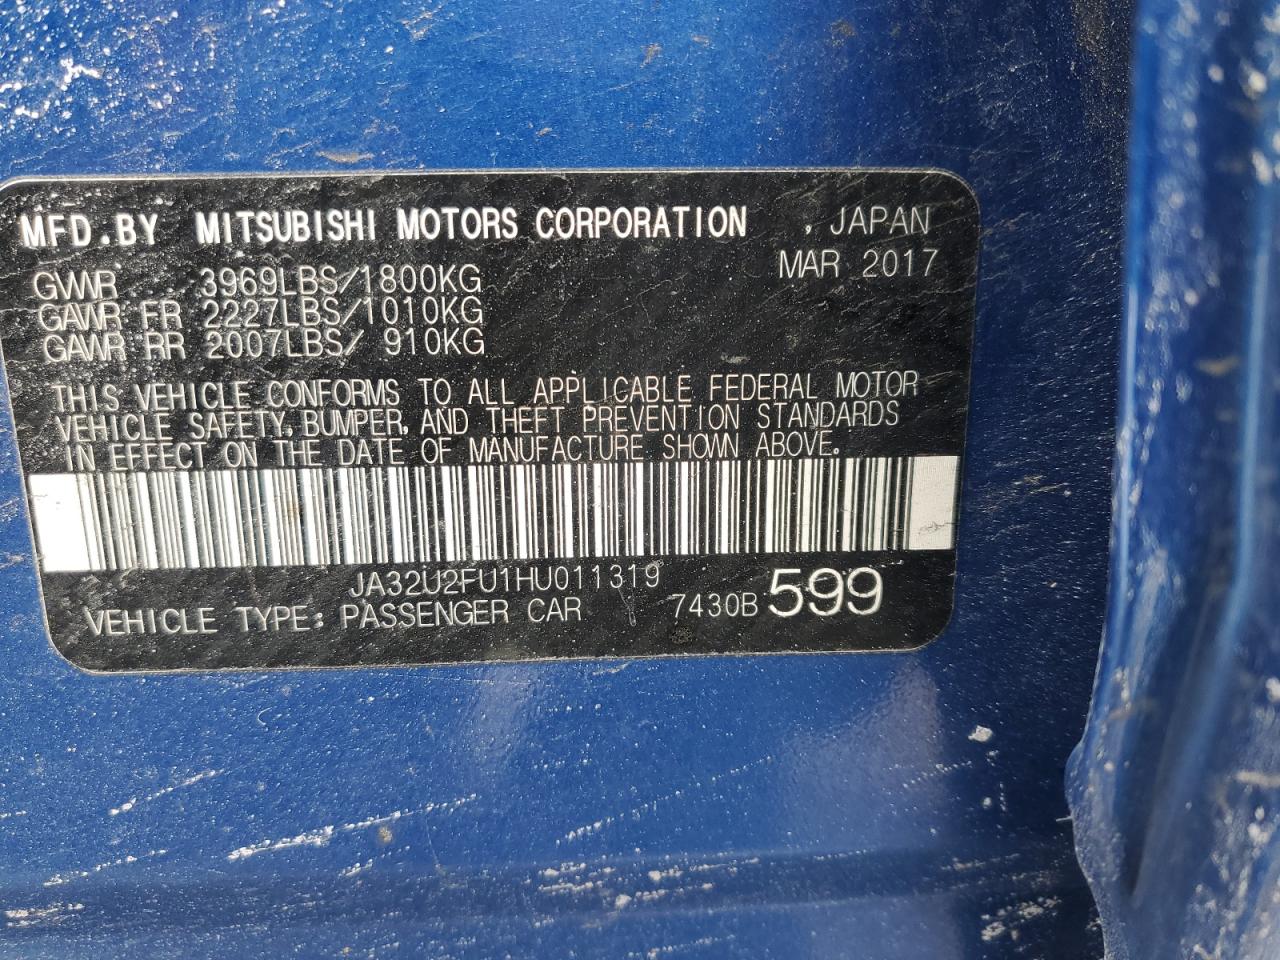 MFD.BY MITSUBISHI MOTORS CORPORATION , JAPAN
MAR 2017
GVWR 3969LBS/1800KG
GAWR FR 2227LBS/1010KG
GAWR RR 2007LBS/ 910KG
THIS VEHICLE CONFORMS TO ALL APPLICABLE FEDERAL MOTOR
VEHICLE SAFETY, BUMPER, AND THEFT PREVENTION STANDARDS
IN EFFECT ON THE DATE OF MANUFACTURE SHOWN ABOVE.
JA32U2FU1HU011319
VEHICLE TYPE: PASSENGER CAR 7430B 599